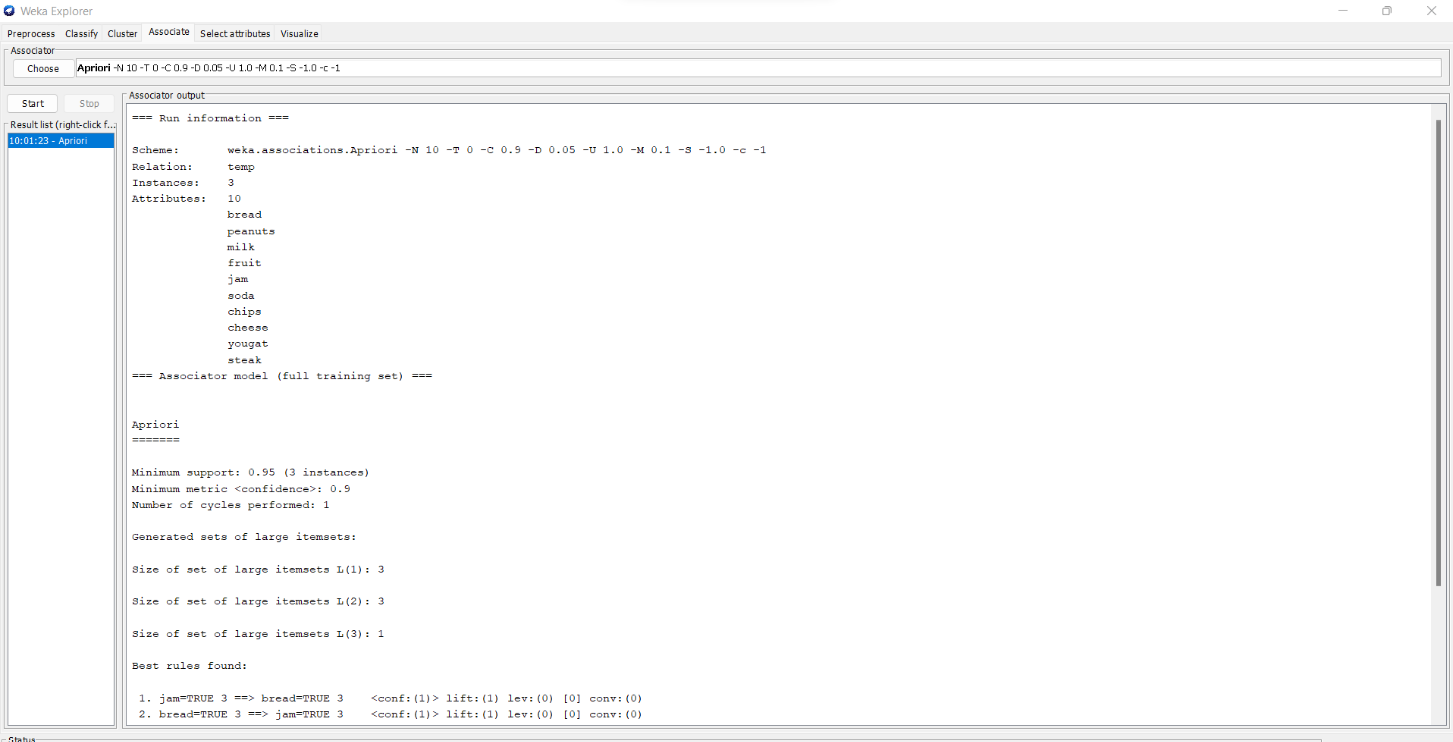 Weka Explorer
Preprocess Classify Cluster Associate Select attributes Visualize
Associator
Choose Apriori -N 10 -T 0 -C 0.9 -D 0.05 -U 1.0 -M 0.1 -S -1.0 -c -1
Start Stop
Result list (right-click f...
10:01:23 - Apriori
Associator output
=== Run information ===
Scheme: weka.associations.Apriori -N 10 -T 0 -C 0.9 -D 0.05 -U 1.0 -M 0.1 -S -1.0 -c -1
Relation: temp
Instances: 3
Attributes: 10
bread
peanuts
milk
fruit
jam
soda
chips
cheese
yougat
steak
=== Associator model (full training set) ===
Apriori
=======
Minimum support: 0.95 (3 instances)
Minimum metric <confidence>: 0.9
Number of cycles performed: 1
Generated sets of large itemsets:
Size of set of large itemsets L(1): 3
Size of set of large itemsets L(2): 3
Size of set of large itemsets L(3): 1
Best rules found:
1. jam=TRUE 3 ==> bread=TRUE 3 <conf:(1)> lift:(1) lev:(0) [0] conv:(0)
2. bread=TRUE 3 ==> jam=TRUE 3 <conf:(1)> lift:(1) lev:(0) [0] conv:(0)
Status